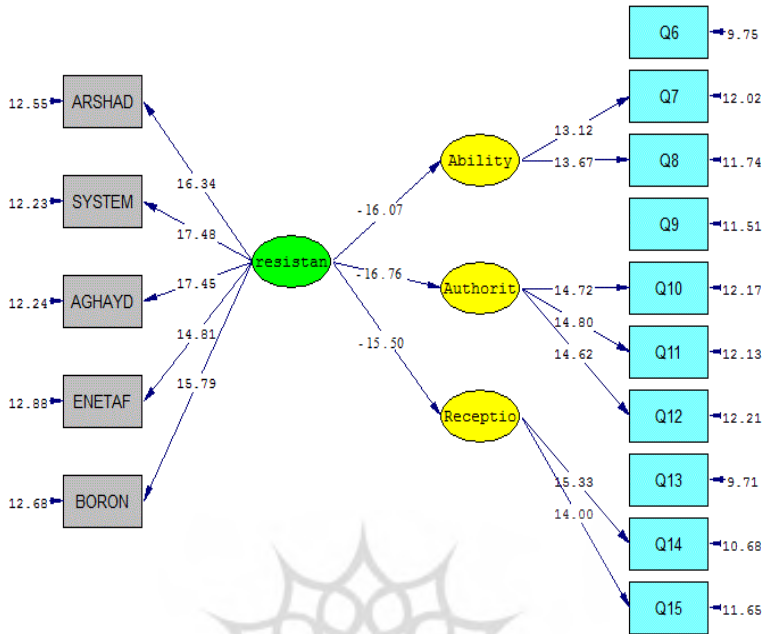 12.55
ARSHAD
12.23
SYSTEM
12.24
AGHAYD
12.88
ENETAF
12.68
BORON
16.34
17.48
17.45
14.81
15.79
resistan
-16.07
-16.76
-15.50
Ability
Authorit
Receptio
13.12
13.67
14.72
14.80
14.62
15.33
14.00
Q6
9.75
Q7
12.02
Q8
11.74
Q9
11.51
Q10
12.17
Q11
12.13
Q12
12.21
Q13
9.71
Q14
10.68
Q15
11.65